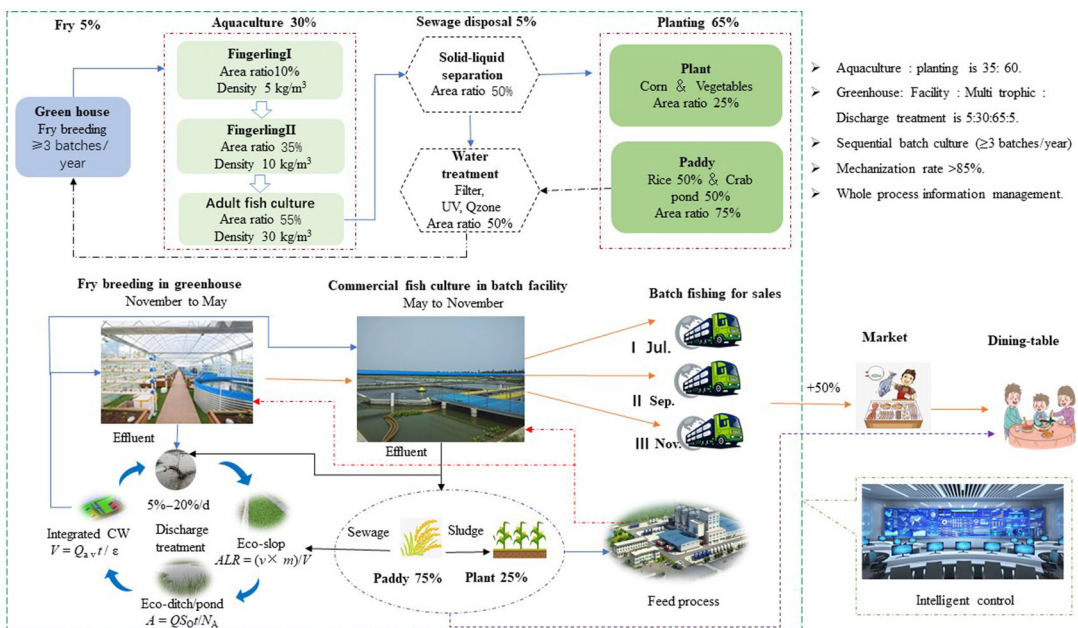 Fry 5%
Aquaculture 30%
Sewage disposal 5%
Planting 65%
Green house
Fry breeding
≥3 batches/
year
FingerlingI
Area ratio10%
Density 5 kg/m³
FingerlingII
Area ratio 35%
Density 10 kg/m³
Adult fish culture
Area ratio 55%
Density 30 kg/m³
Solid-liquid
separation
Area ratio 50%
Water
treatment
Filter,
UV, Qzone
Area ratio 50%
Plant
Corn & Vegetables
Area ratio 25%
Paddy
Rice 50% & Crab
pond 50%
Area ratio 75%
➢ Aquaculture : planting is 35: 60.
➢ Greenhouse: Facility : Multi trophic :
Discharge treatment is 5:30:65:5.
➢ Sequential batch culture (≥3 batches/year)
➢ Mechanization rate >85%.
➢ Whole process information management.
Fry breeding in greenhouse
November to May
Commercial fish culture in batch facility
May to November
Batch fishing for sales
I Jul.
II Sep.
III Nov.
+50%
Market
Dining-table
Effluent
Effluent
5%–20%/d
Discharge
treatment
Integrated CW
V = Qₐᵥt / ε
Eco-slop
ALR = (v× m)/V
Eco-ditch/pond
A = QS₀t/N_A
Sewage
Sludge
Paddy 75%
Plant 25%
Feed process
Intelligent control